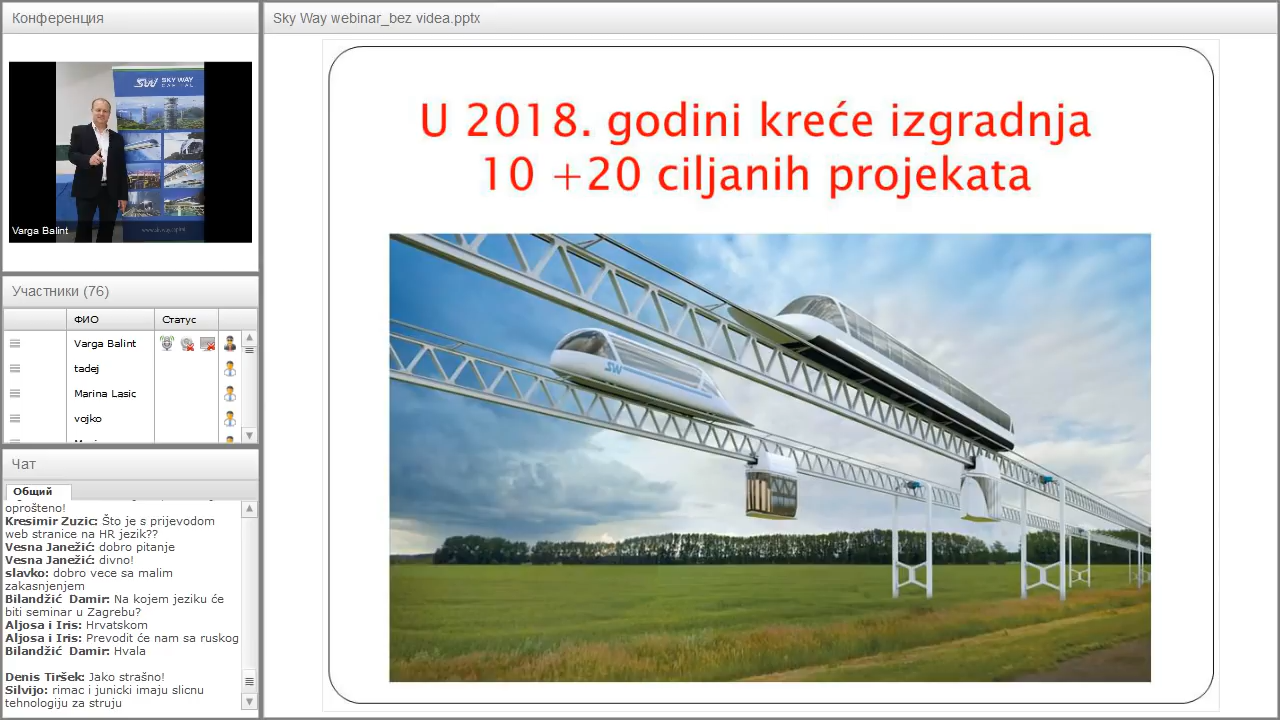 Конференция
SKY WAY
CAPITAL
Varga Balint
Участники (76)
ФИО
Статус
Varga Balint
tadej
Marina Lasic
vojko
Чат
Общий
oprošteno!
Kresimir Zuzic: Što je s prijevodom
web stranice na HR jezik??
Vesna Janežić: dobro pitanje
Vesna Janežić: divno!
slavko: dobro vece sa malim
zakasnjenjem
Bilandžić Damir: Na kojem jeziku će
biti seminar u Zagrebu?
Aljosa i Iris: Hrvatskom
Aljosa i Iris: Prevodit će nam sa ruskog
Bilandžić Damir: Hvala
Denis Tiršek: Jako strašno!
Silvijo: rimac i junicki imaju slicnu
tehnologiju za struju
Sky Way webinar_bez videa.pptx
U 2018. godini kreće izgradnja
10 +20 ciljanih projekata
SW